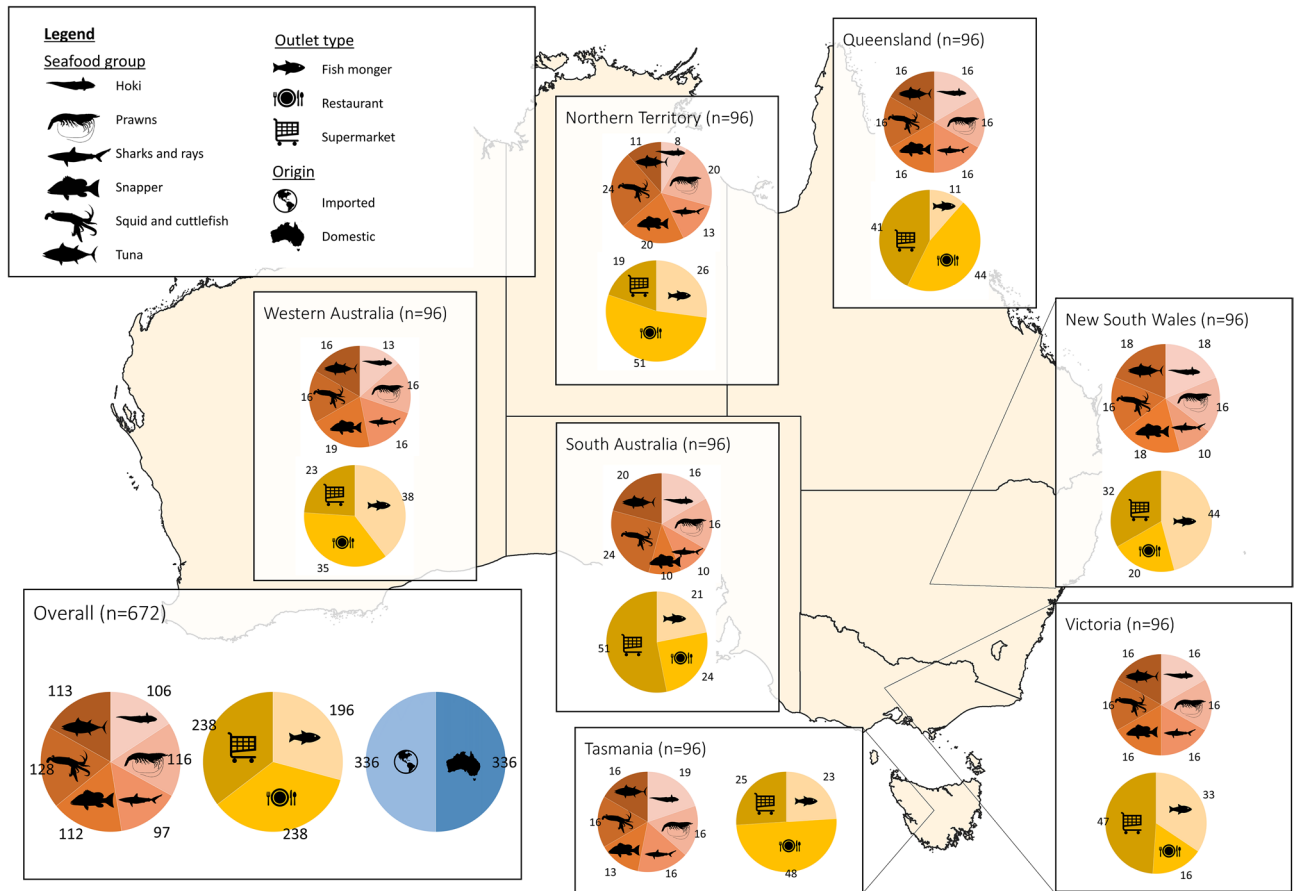 Legend
Seafood group
Hoki
Prawns
Sharks and rays
Snapper
Squid and cuttlefish
Tuna
Outlet type
Fish monger
Restaurant
Supermarket
Origin
Imported
Domestic
Queensland (n=96)
16 16
16 16
16 16
11
41
44
Northern Territory (n=96)
11 8
24 20
20 13
19 26
51
Western Australia (n=96)
16 13
16 16
19 16
23 38
35
South Australia (n=96)
20 16
24 16
10 10
21
51
24
New South Wales (n=96)
18 18
16 16
18 10
32 44
20
Overall (n=672)
113 106
128 116
112 97
238 196
238
336 336
Tasmania (n=96)
16 19
16 16
13 16
25 23
48
Victoria (n=96)
16 16
16 16
16 16
47 33
16